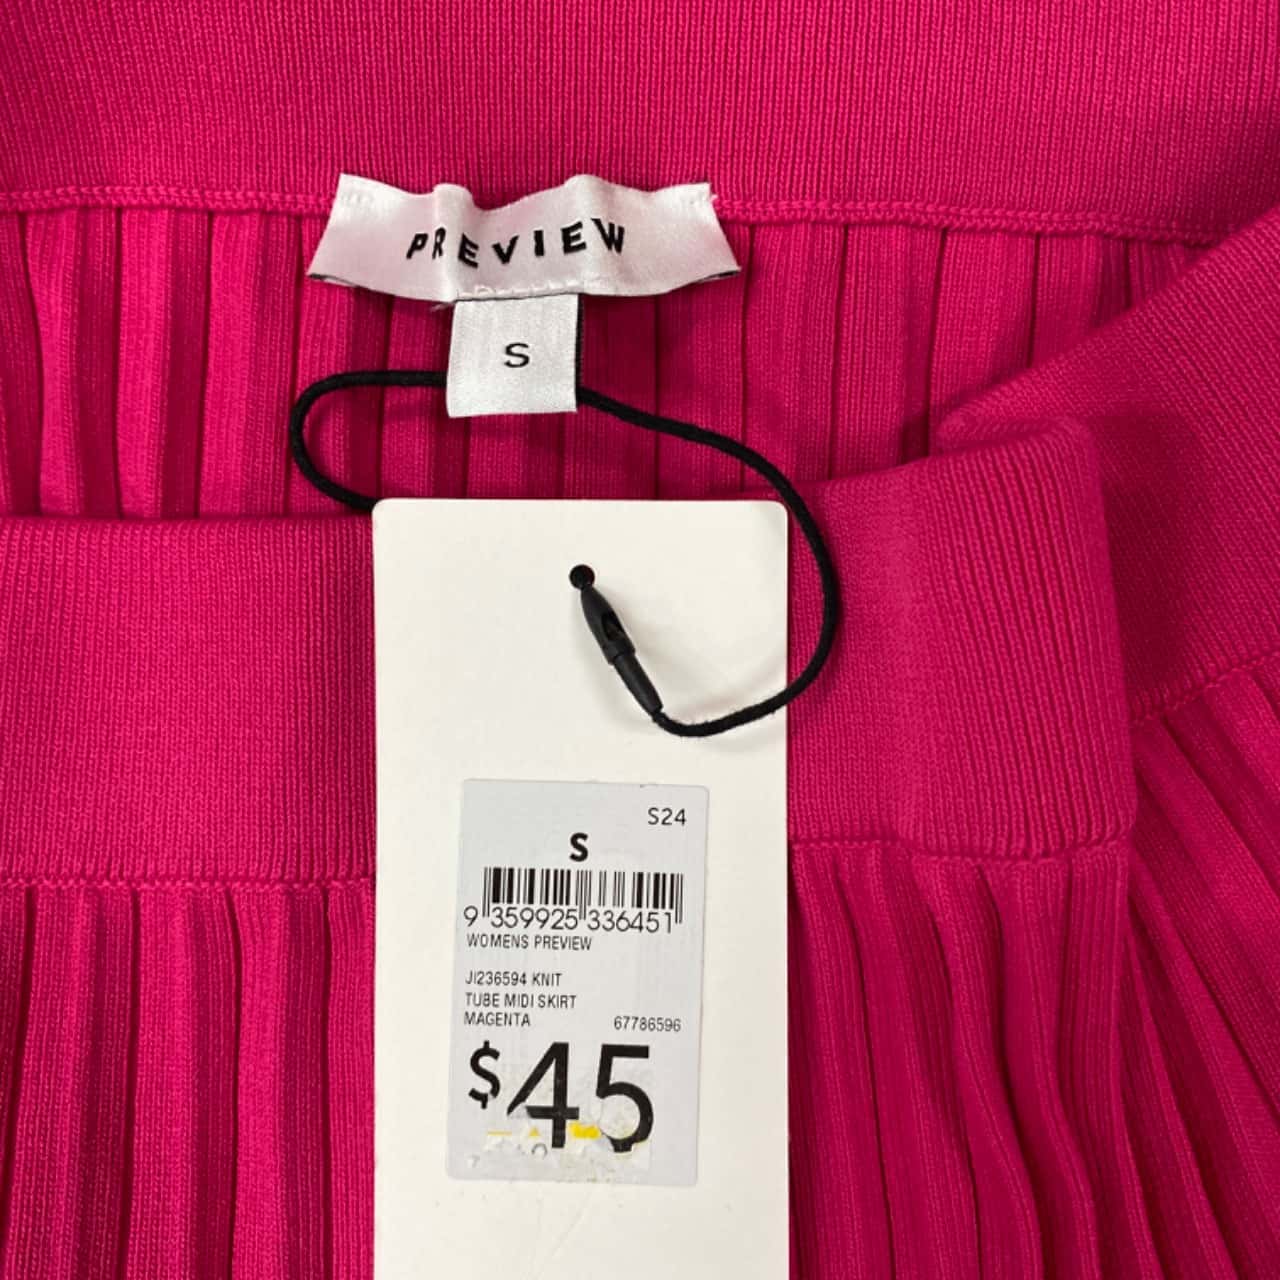 PREVIEW
S
S24
S
9 359925 336451
WOMENS PREVIEW
JI236594 KNIT
TUBE MIDI SKIRT
MAGENTA 67786596
$45